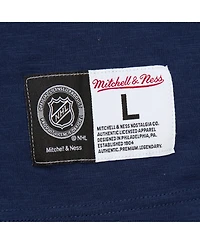 NHL
© NHL
Mitchell & Ness
Mitchell & Ness
L
MITCHELL & NESS NOSTALGIA CO.
AUTHENTIC LICENSED APPAREL
DESIGNED IN PHILADELPHIA, PA
ESTABLISHED 1904
AUTHENTIC. PREMIUM. LEGENDARY.